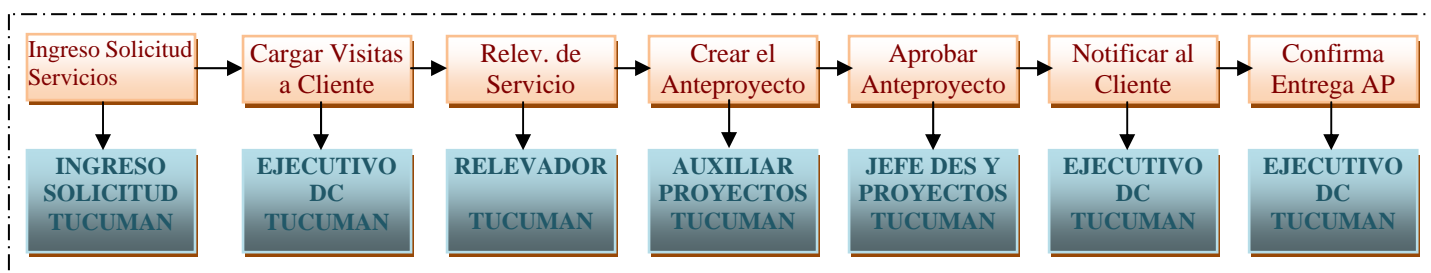 Ingreso Solicitud
Servicios
Cargar Visitas
a Cliente
Relev. de
Servicio
Crear el
Anteproyecto
Aprobar
Anteproyecto
Notificar al
Cliente
Confirma
Entrega AP
INGRESO
SOLICITUD
TUCUMAN
EJECUTIVO
DC
TUCUMAN
RELEVADOR
TUCUMAN
AUXILIAR
PROYECTOS
TUCUMAN
JEFE DES Y
PROYECTOS
TUCUMAN
EJECUTIVO
DC
TUCUMAN
EJECUTIVO
DC
TUCUMAN